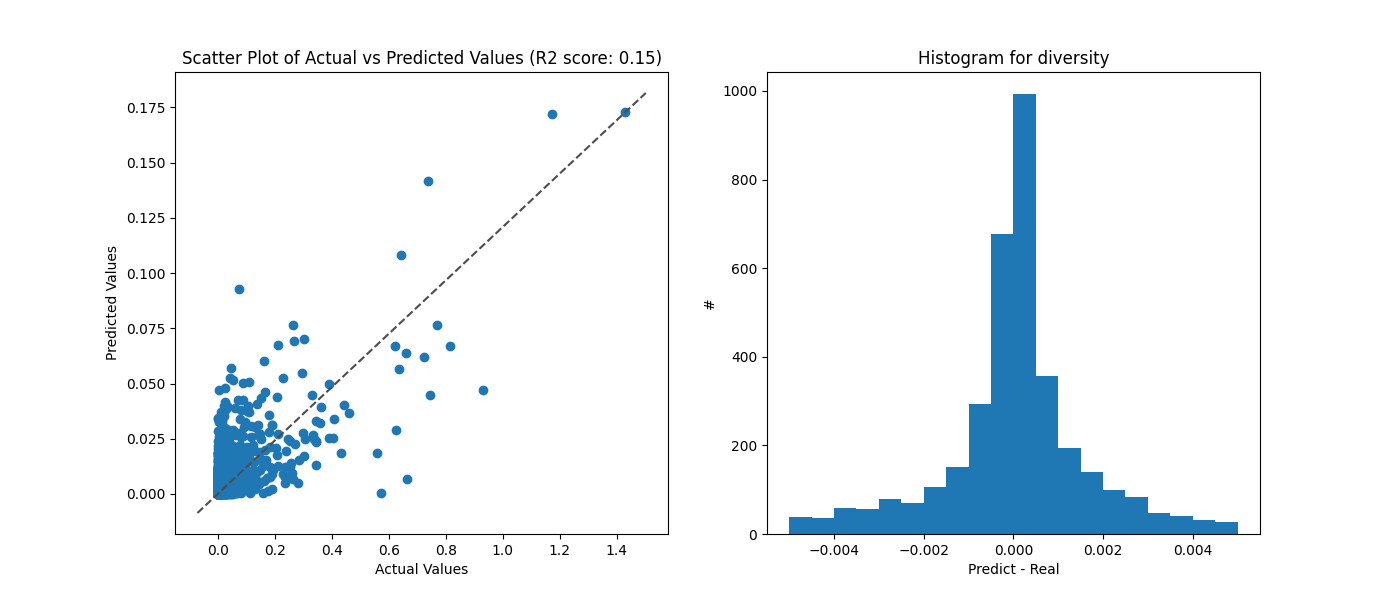 Scatter Plot of Actual vs Predicted Values (R2 score: 0.15)
0.175
0.150
0.125
0.100
0.075
0.050
0.025
0.000
Predicted Values
0.0 0.2 0.4 0.6 0.8 1.0 1.2 1.4
Actual Values
Histogram for diversity
1000
800
600
400
200
0
#
−0.004 −0.002 0.000 0.002 0.004
Predict - Real